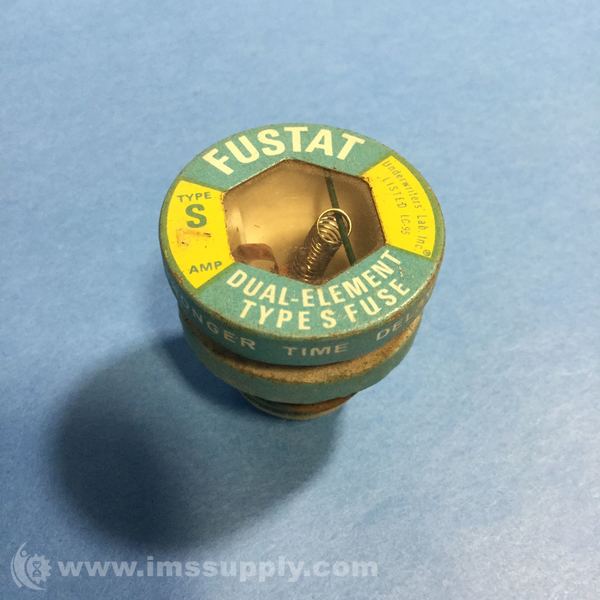 FUSTAT
TYPE
S
AMP
Underwriters' Lab. Inc.®
LISTED
DUAL-ELEMENT
TYPE S FUSE
TIME
www.imssupply.com